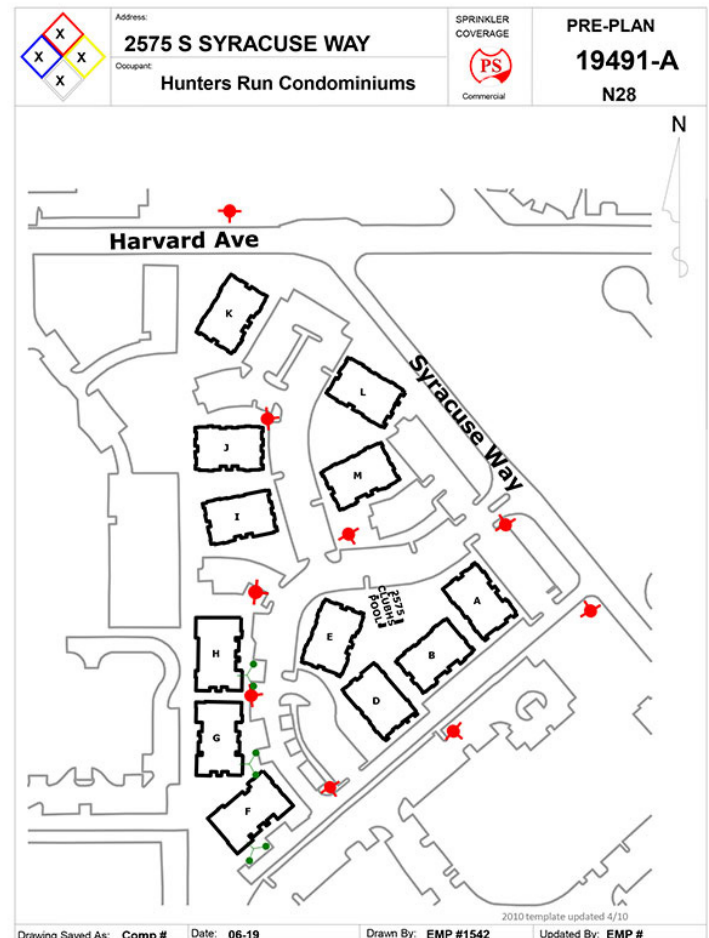 Address:
2575 S SYRACUSE WAY
Occupant:
Hunters Run Condominiums
SPRINKLER
COVERAGE
PS
Commercial
PRE-PLAN
19491-A
N28
X
X
X
X
N
Harvard Ave
Syracuse Way
K
L
J
M
I
A
2575
CLUBHS
POOL
E
B
H
D
G
F
2010 template updated 4/10
Drawing Saved As: Comp #
Date: 06-19
Drawn By: EMP #1542
Updated By: EMP #